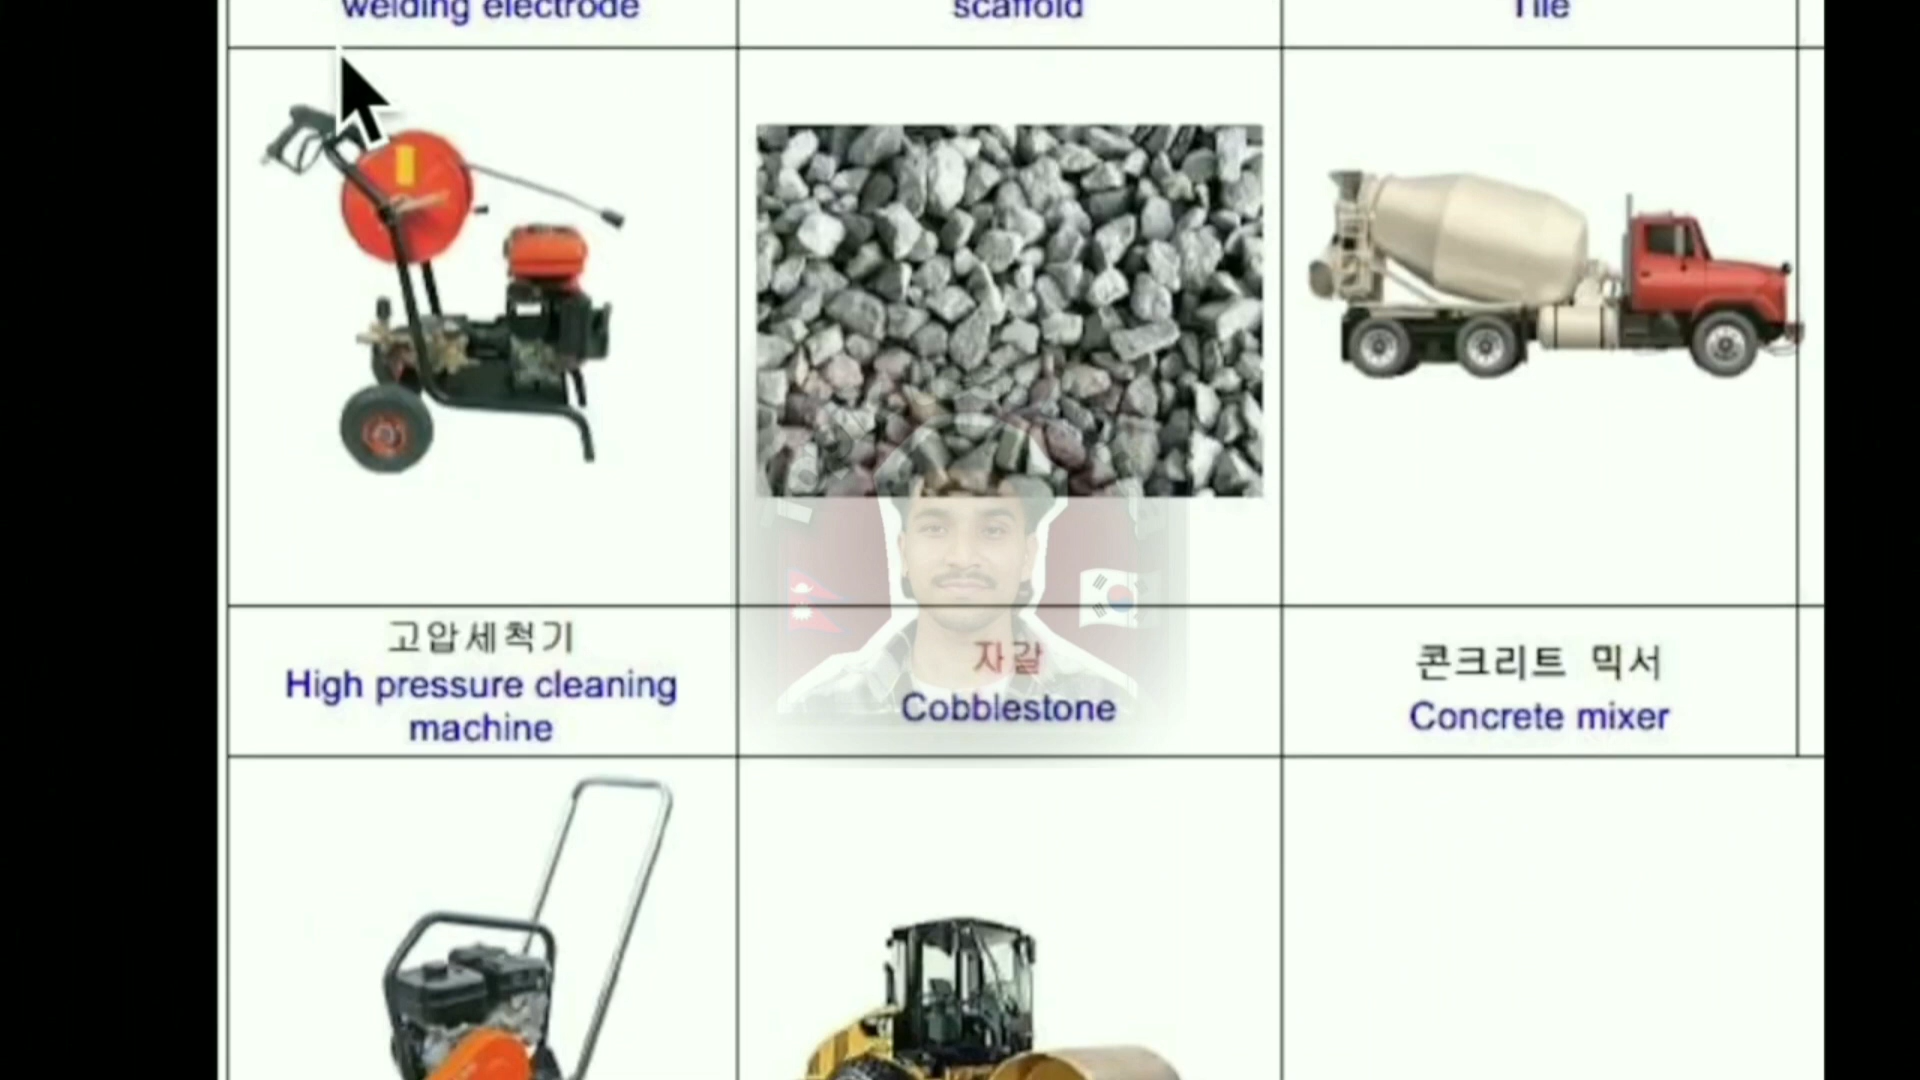 welding electrode
scaffold
Tile
고압세척기
High pressure cleaning
machine
자갈
Cobblestone
콘크리트 믹서
Concrete mixer